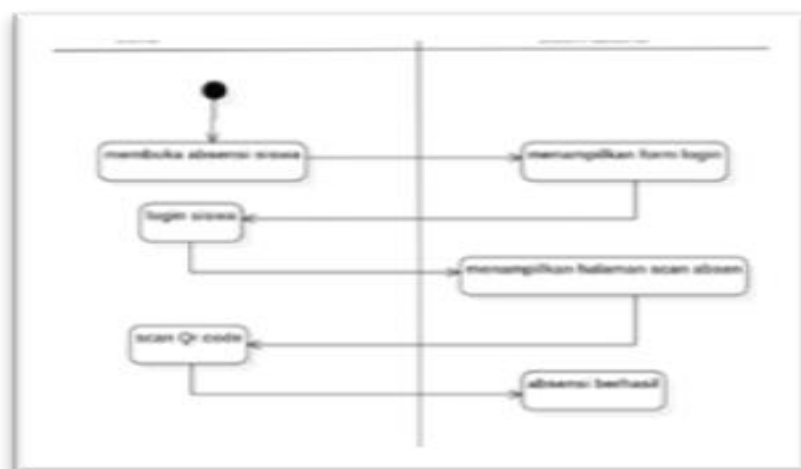 membuka absensi siswa
menampilkan form login
login siswa
menampilkan halaman scan absen
scan Qr code
absensi berhasil